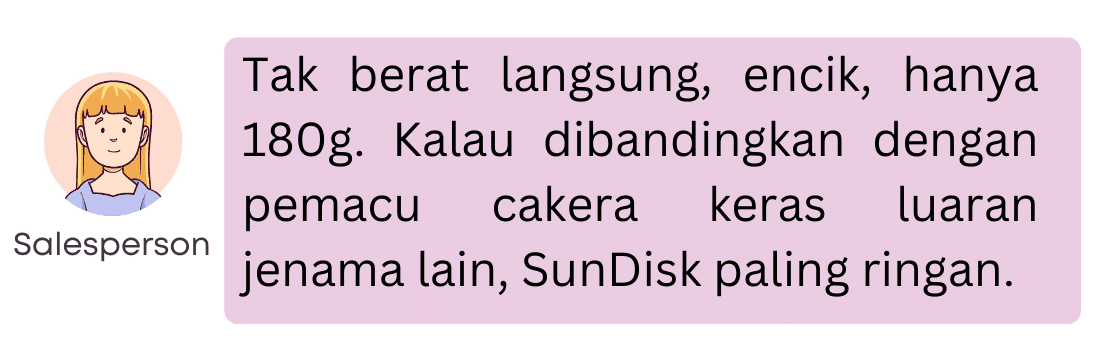 Tak berat langsung, encik, hanya
180g. Kalau dibandingkan dengan
pemacu cakera keras luaran
jenama lain, SunDisk paling ringan.
Salesperson